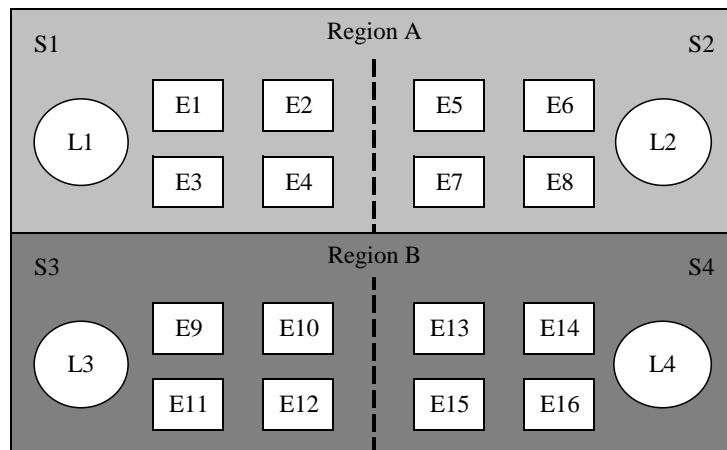 Region A
S1
S2
E1 E2 E5 E6
L1
L2
E3 E4 E7 E8
Region B
S3
S4
E9 E10 E13 E14
L3
L4
E11 E12 E15 E16